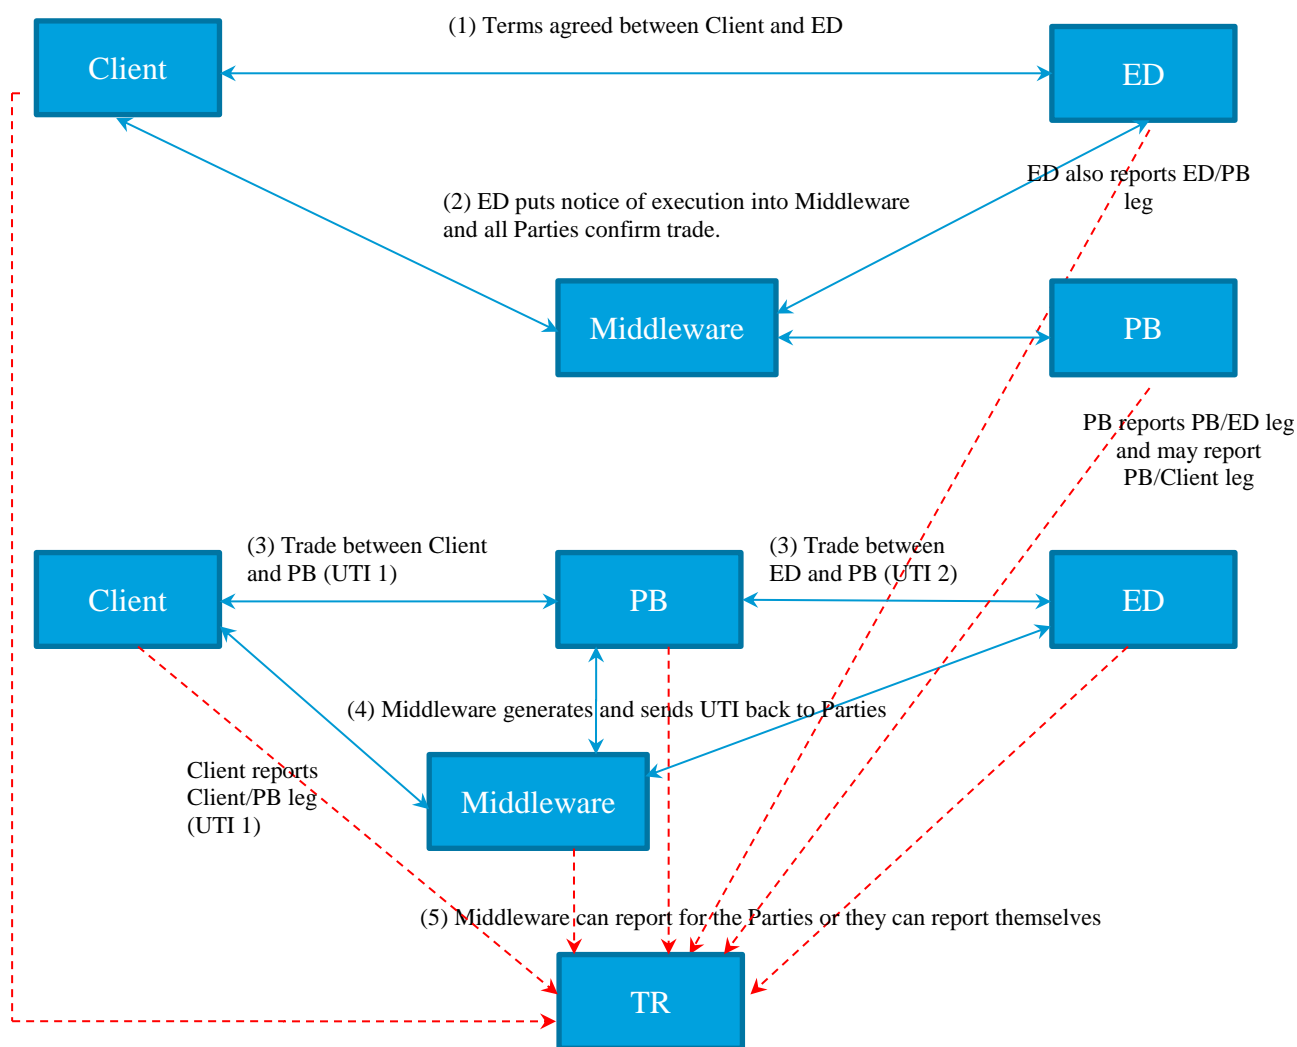 (1) Terms agreed between Client and ED
Client
ED
ED also reports ED/PB
leg
(2) ED puts notice of execution into Middleware
and all Parties confirm trade.
Middleware
PB
PB reports PB/ED leg
and may report
PB/Client leg
(3) Trade between Client
and PB (UTI 1)
(3) Trade between
ED and PB (UTI 2)
Client
PB
ED
(4) Middleware generates and sends UTI back to Parties
Client reports
Client/PB leg
(UTI 1)
Middleware
(5) Middleware can report for the Parties or they can report themselves
TR